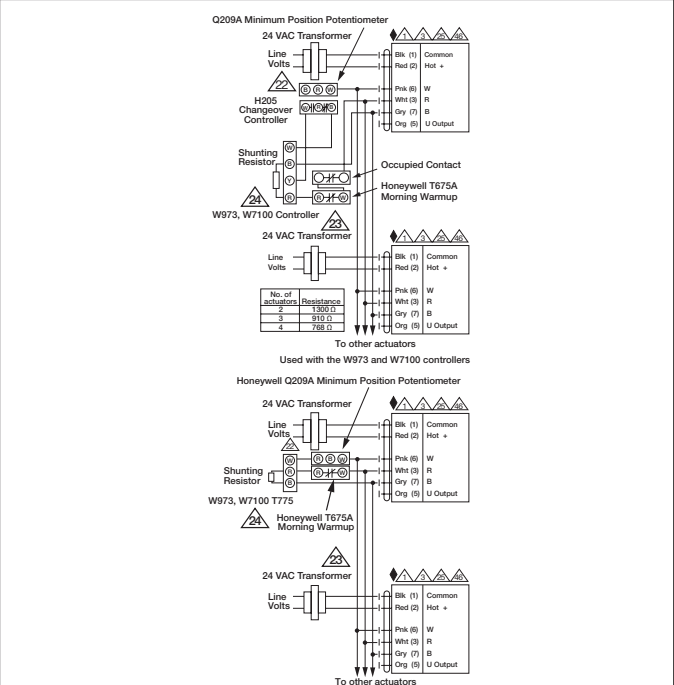 Q209A Minimum Position Potentiometer
24 VAC Transformer
Line
Volts
1 3 25 46
Blk (1) Common
Red (2) Hot +
Pnk (6) W
Wht (3) R
Gry (7) B
Org (5) U Output
22
B R W
H205
Changeover
Controller
W R B
Shunting
Resistor
W
B
Y
R
Occupied Contact
Honeywell T675A
Morning Warmup
R W
24
W973, W7100 Controller
23
24 VAC Transformer
Line
Volts
1 3 25 46
Blk (1) Common
Red (2) Hot +
Pnk (6) W
Wht (3) R
Gry (7) B
Org (5) U Output
No. of
actuators Resistance
2 1300 Ω
3 910 Ω
4 768 Ω
To other actuators
Used with the W973 and W7100 controllers
Honeywell Q209A Minimum Position Potentiometer
24 VAC Transformer
Line
Volts
1 3 25 46
Blk (1) Common
Red (2) Hot +
Pnk (6) W
Wht (3) R
Gry (7) B
Org (5) U Output
22
W
R
B
R B W
R W
Shunting
Resistor
W973, W7100 T775
24
Honeywell T675A
Morning Warmup
23
24 VAC Transformer
Line
Volts
1 3 25 46
Blk (1) Common
Red (2) Hot +
Pnk (6) W
Wht (3) R
Gry (7) B
Org (5) U Output
To other actuators